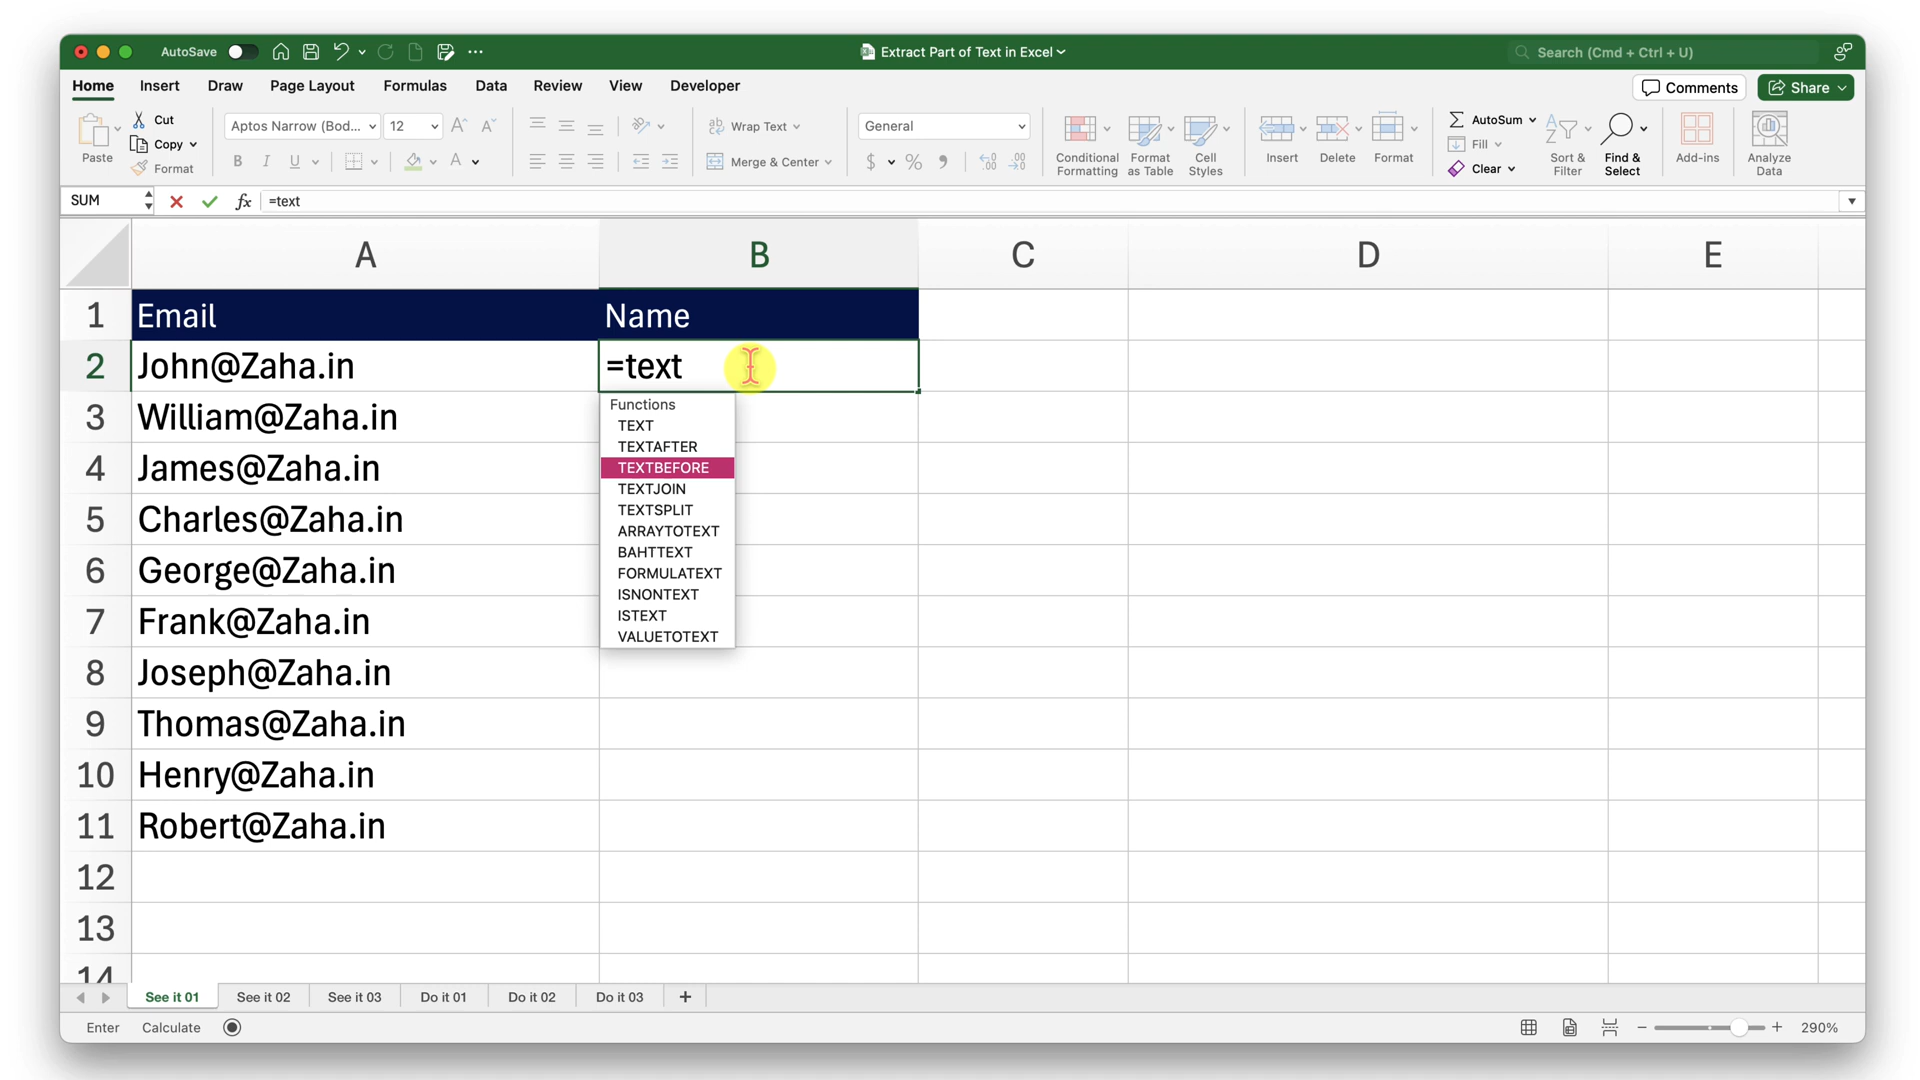 AutoSave
Extract Part of Text in Excel
Search (Cmd + Ctrl + U)
Home Insert Draw Page Layout Formulas Data Review View Developer
Comments Share
Paste
Cut
Copy
Format
Aptos Narrow (Bod... 12
B I U A
Wrap Text
Merge & Center
General
$ %
Conditional Formatting
Format as Table
Cell Styles
Insert Delete Format
AutoSum
Fill
Clear
Sort & Filter
Find & Select
Add-ins
Analyze Data
SUM fx =text
A B C D E
1 Email Name
2 John@Zaha.in =text
3 William@Zaha.in
4 James@Zaha.in
5 Charles@Zaha.in
6 George@Zaha.in
7 Frank@Zaha.in
8 Joseph@Zaha.in
9 Thomas@Zaha.in
10 Henry@Zaha.in
11 Robert@Zaha.in
12
13
14
Functions
TEXT
TEXTAFTER
TEXTBEFORE
TEXTJOIN
TEXTSPLIT
ARRAYTOTEXT
BAHTTEXT
FORMULATEXT
ISNONTEXT
ISTEXT
VALUETOTEXT
See it 01 See it 02 See it 03 Do it 01 Do it 02 Do it 03 +
Enter Calculate
− + 290%